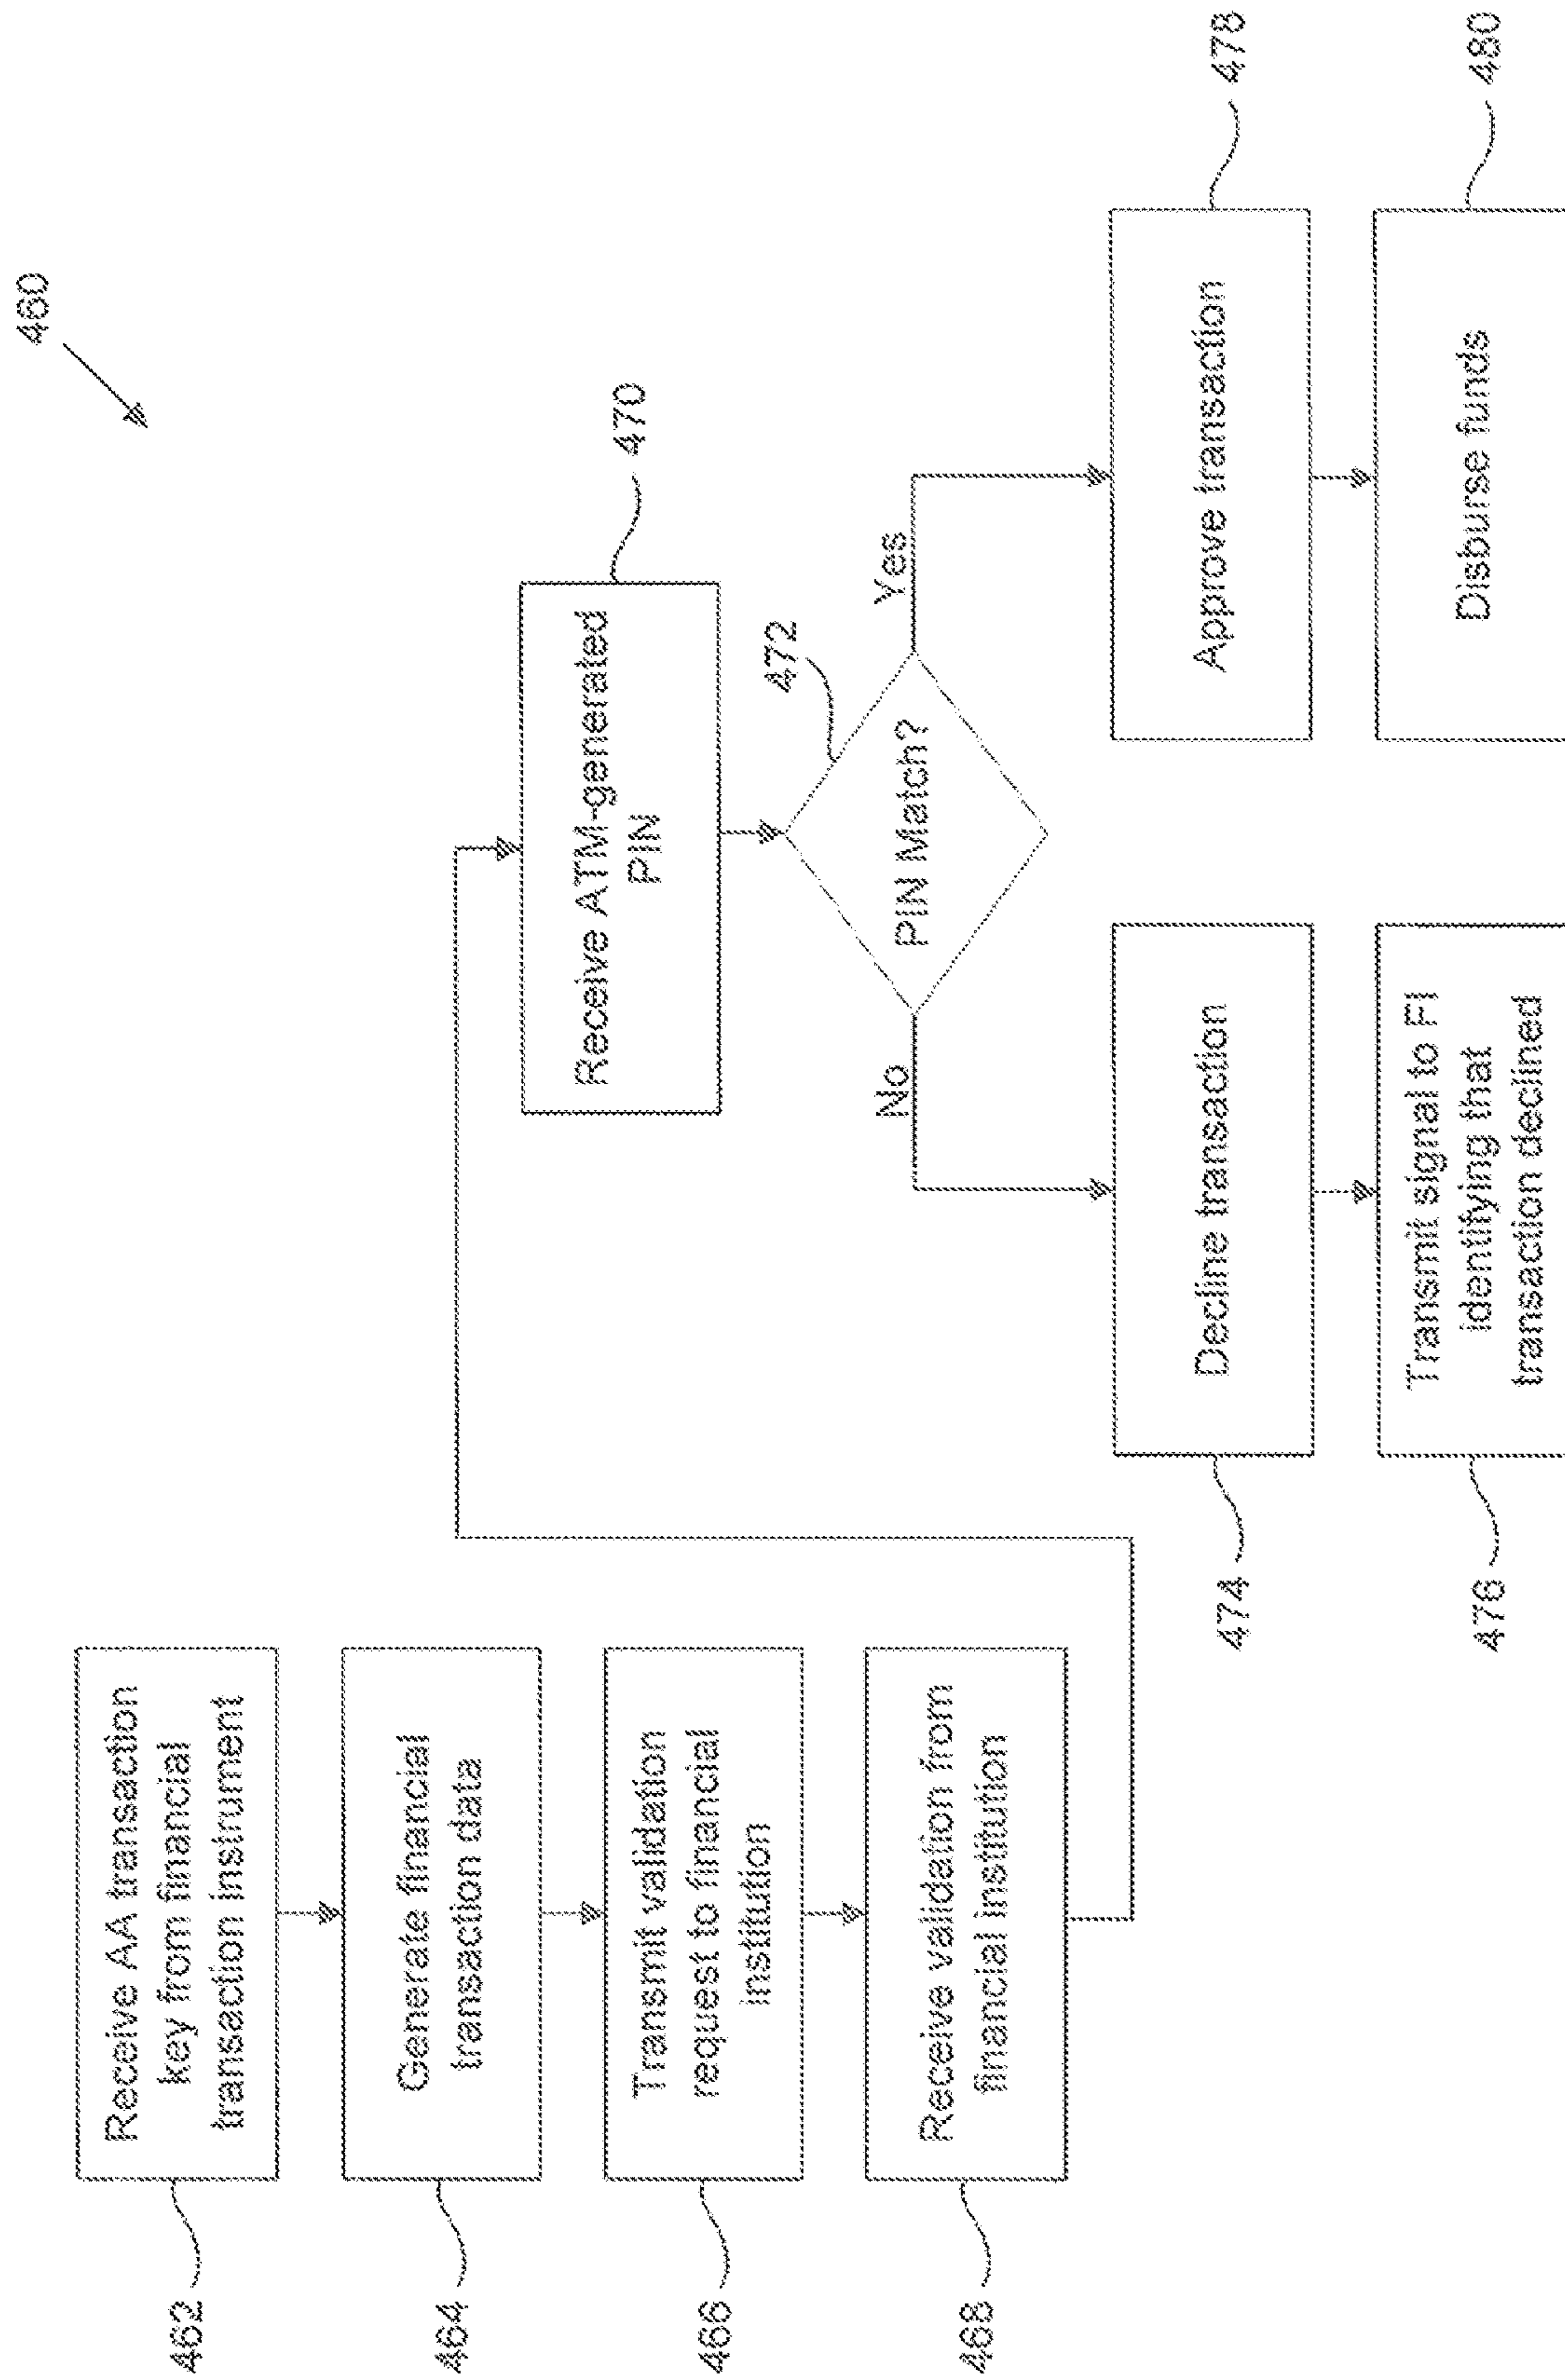 460
462
Receive AA transaction
key from financial
transaction instrument
464
Generate financial
transaction data
466
Transmit validation
request to financial
institution
468
Receive validation from
financial institution
470
Receive ATM-generated
PIN
472
PIN Match?
No
Yes
474
Decline transaction
476
Transmit signal to FI
identifying that
transaction declined
478
Approve transaction
480
Disburse funds